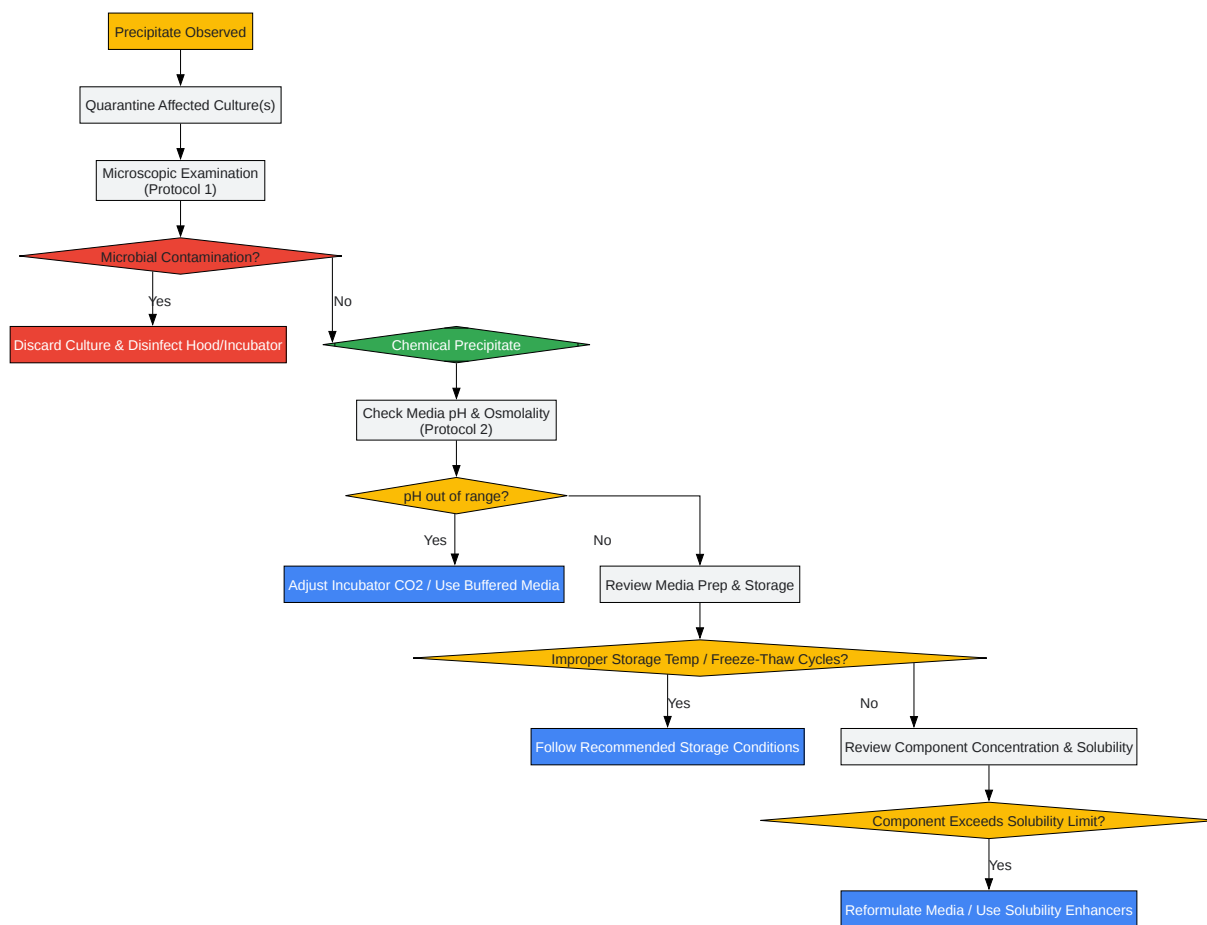 Precipitate Observed
Quarantine Affected Culture(s)
Microscopic Examination
(Protocol 1)
Microbial Contamination?
Yes
No
Discard Culture & Disinfect Hood/Incubator
Chemical Precipitate
Check Media pH & Osmolality
(Protocol 2)
pH out of range?
Yes
No
Adjust Incubator CO2 / Use Buffered Media
Review Media Prep & Storage
Improper Storage Temp / Freeze-Thaw Cycles?
Yes
No
Follow Recommended Storage Conditions
Review Component Concentration & Solubility
Component Exceeds Solubility Limit?
Yes
Reformulate Media / Use Solubility Enhancers